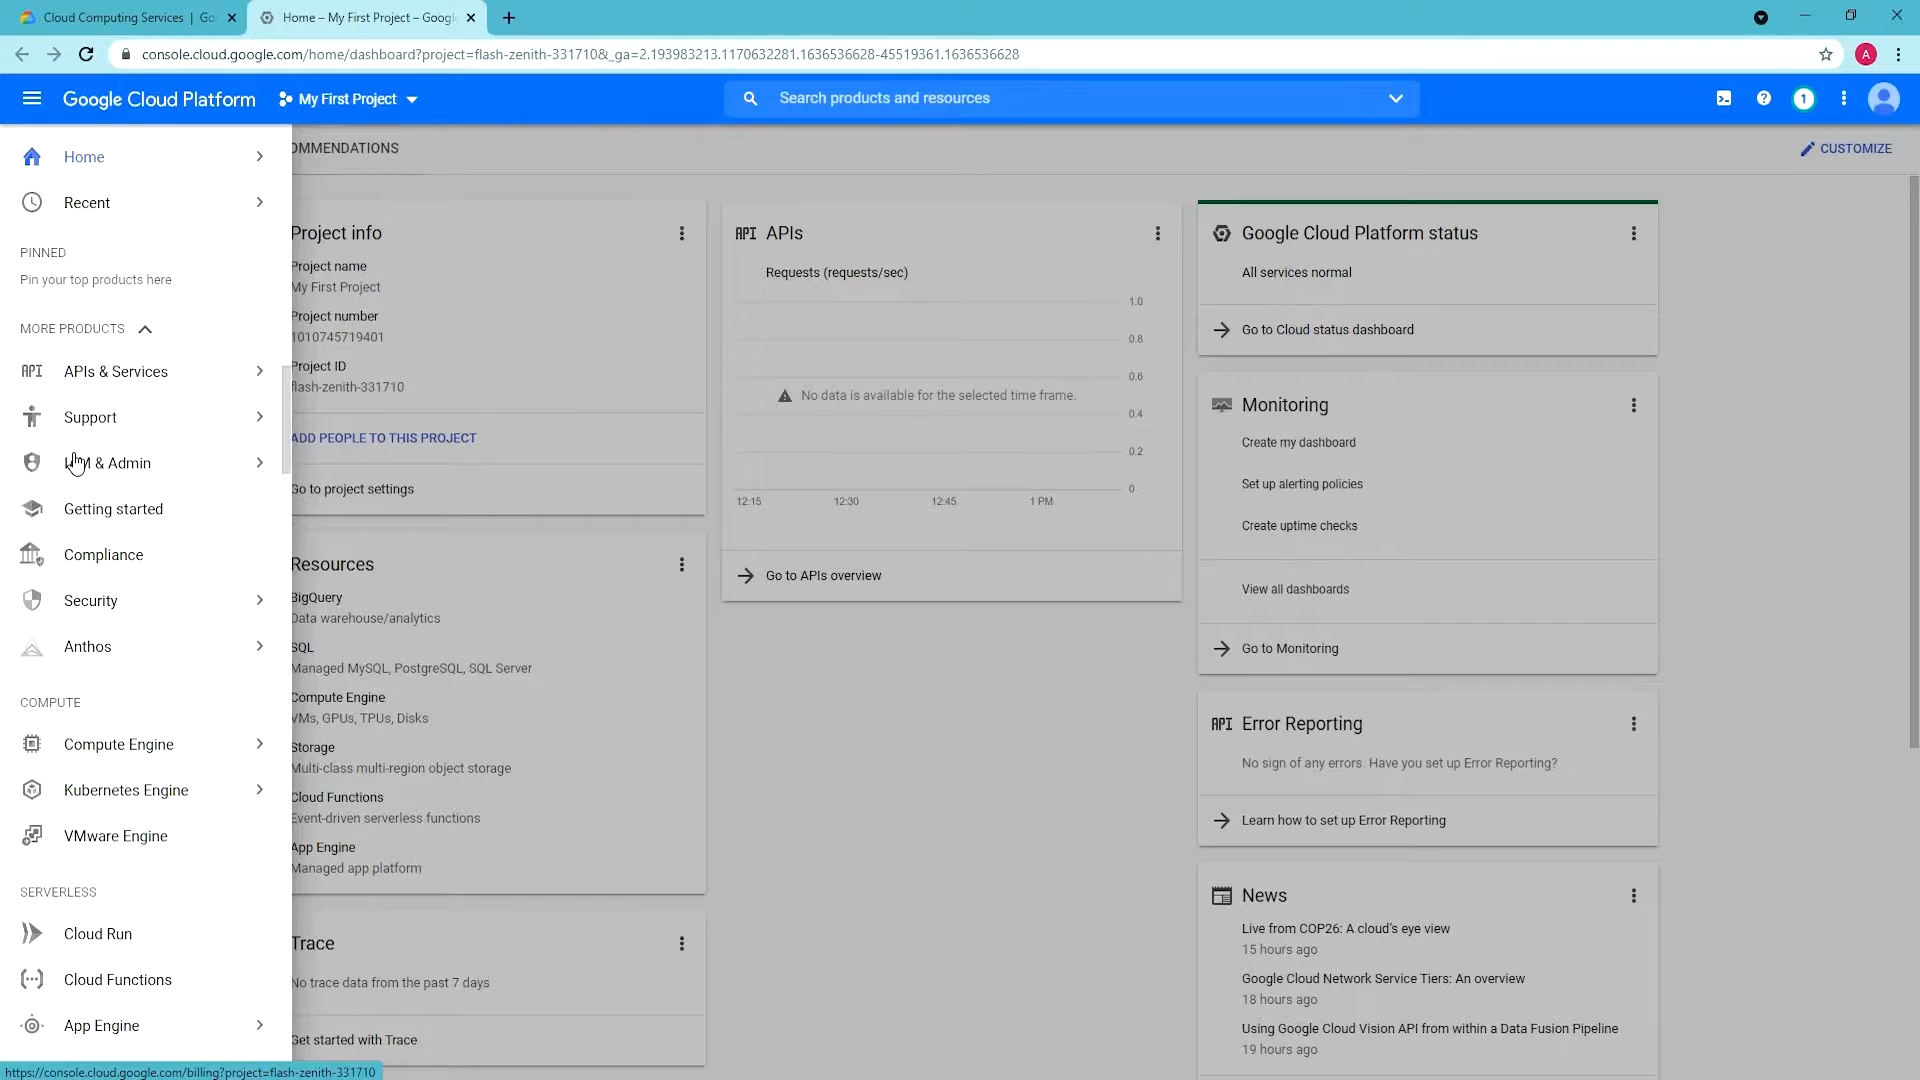 Cloud Computing Services | Go
Home – My First Project – Google
console.cloud.google.com/home/dashboard?project=flash-zenith-331710&_ga=2.193983213.1170632281.1636536628-45519361.1636536628
A
Google Cloud Platform
My First Project
Search products and resources
1
Home
Recent
PINNED
Pin your top products here
MORE PRODUCTS
API APIs & Services
Support
& Admin
Getting started
Compliance
Security
Anthos
COMPUTE
Compute Engine
Kubernetes Engine
VMware Engine
SERVERLESS
Cloud Run
Cloud Functions
App Engine
https://console.cloud.google.com/billing?project=flash-zenith-331710
OMMENDATIONS
CUSTOMIZE
Project info
Project name
My First Project
Project number
1010745719401
Project ID
flash-zenith-331710
ADD PEOPLE TO THIS PROJECT
Go to project settings
Resources
BigQuery
Data warehouse/analytics
SQL
Managed MySQL, PostgreSQL, SQL Server
Compute Engine
VMs, GPUs, TPUs, Disks
Storage
Multi-class multi-region object storage
Cloud Functions
Event-driven serverless functions
App Engine
Managed app platform
Trace
No trace data from the past 7 days
Get started with Trace
API APIs
Requests (requests/sec)
1.0
0.8
0.6
No data is available for the selected time frame.
0.4
0.2
0
12:15 12:30 12:45 1 PM
Go to APIs overview
Google Cloud Platform status
All services normal
Go to Cloud status dashboard
Monitoring
Create my dashboard
Set up alerting policies
Create uptime checks
View all dashboards
Go to Monitoring
API Error Reporting
No sign of any errors. Have you set up Error Reporting?
Learn how to set up Error Reporting
News
Live from COP26: A cloud's eye view
15 hours ago
Google Cloud Network Service Tiers: An overview
18 hours ago
Using Google Cloud Vision API from within a Data Fusion Pipeline
19 hours ago